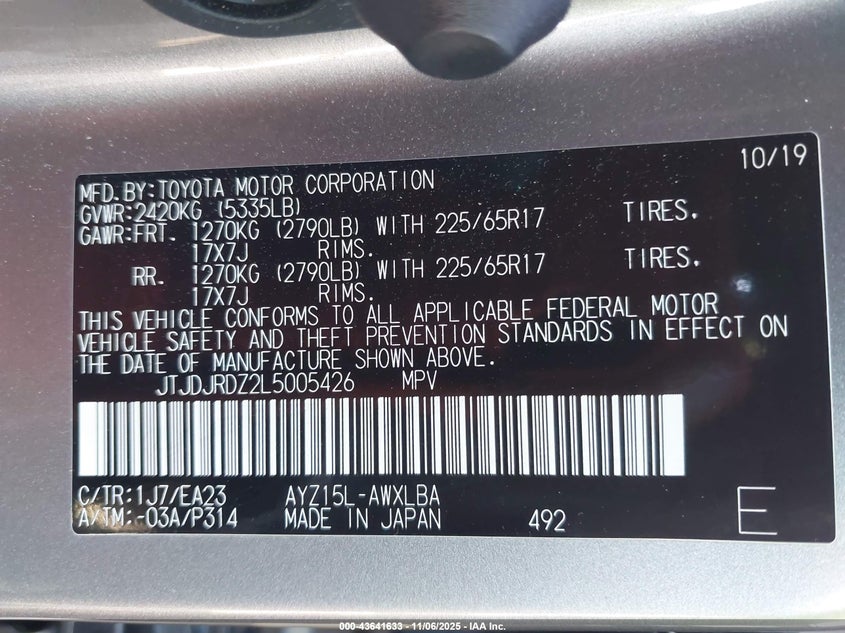 10/19
MFD.BY:TOYOTA MOTOR CORPORATION
GVWR:2420KG (5335LB)
GAWR:FRT. 1270KG (2790LB) WITH 225/65R17 TIRES.
17X7J RIMS.
RR. 1270KG (2790LB) WITH 225/65R17 TIRES.
17X7J RIMS.
THIS VEHICLE CONFORMS TO ALL APPLICABLE FEDERAL MOTOR
VEHICLE SAFETY AND THEFT PREVENTION STANDARDS IN EFFECT ON
THE DATE OF MANUFACTURE SHOWN ABOVE.
JTJDJRDZ2L5005426 MPV
C/TR:1J7/EA23 AYZ15L-AWXLBA
A/TM:-03A/P314 MADE IN JAPAN 492 E
000-43641633 - 11/06/2025 - IAA Inc.